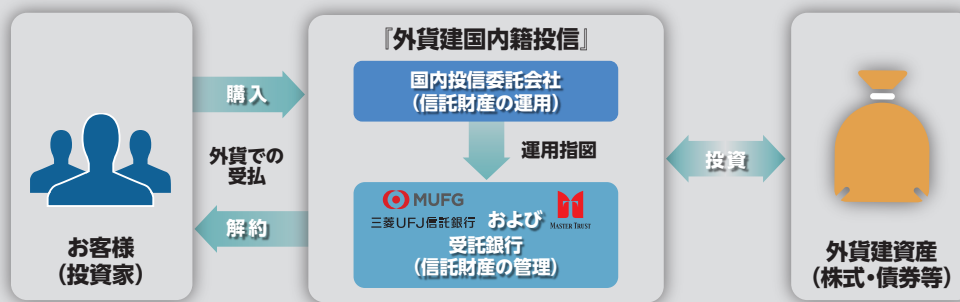 『外貨建国内籍投信』
国内投信委託会社
（信託財産の運用）
購入
外貨での
受払
解約
運用指図
MUFG
三菱UFJ信託銀行 および MASTER TRUST
受託銀行
（信託財産の管理）
投資
お客様
（投資家）
外貨建資産
（株式・債券等）